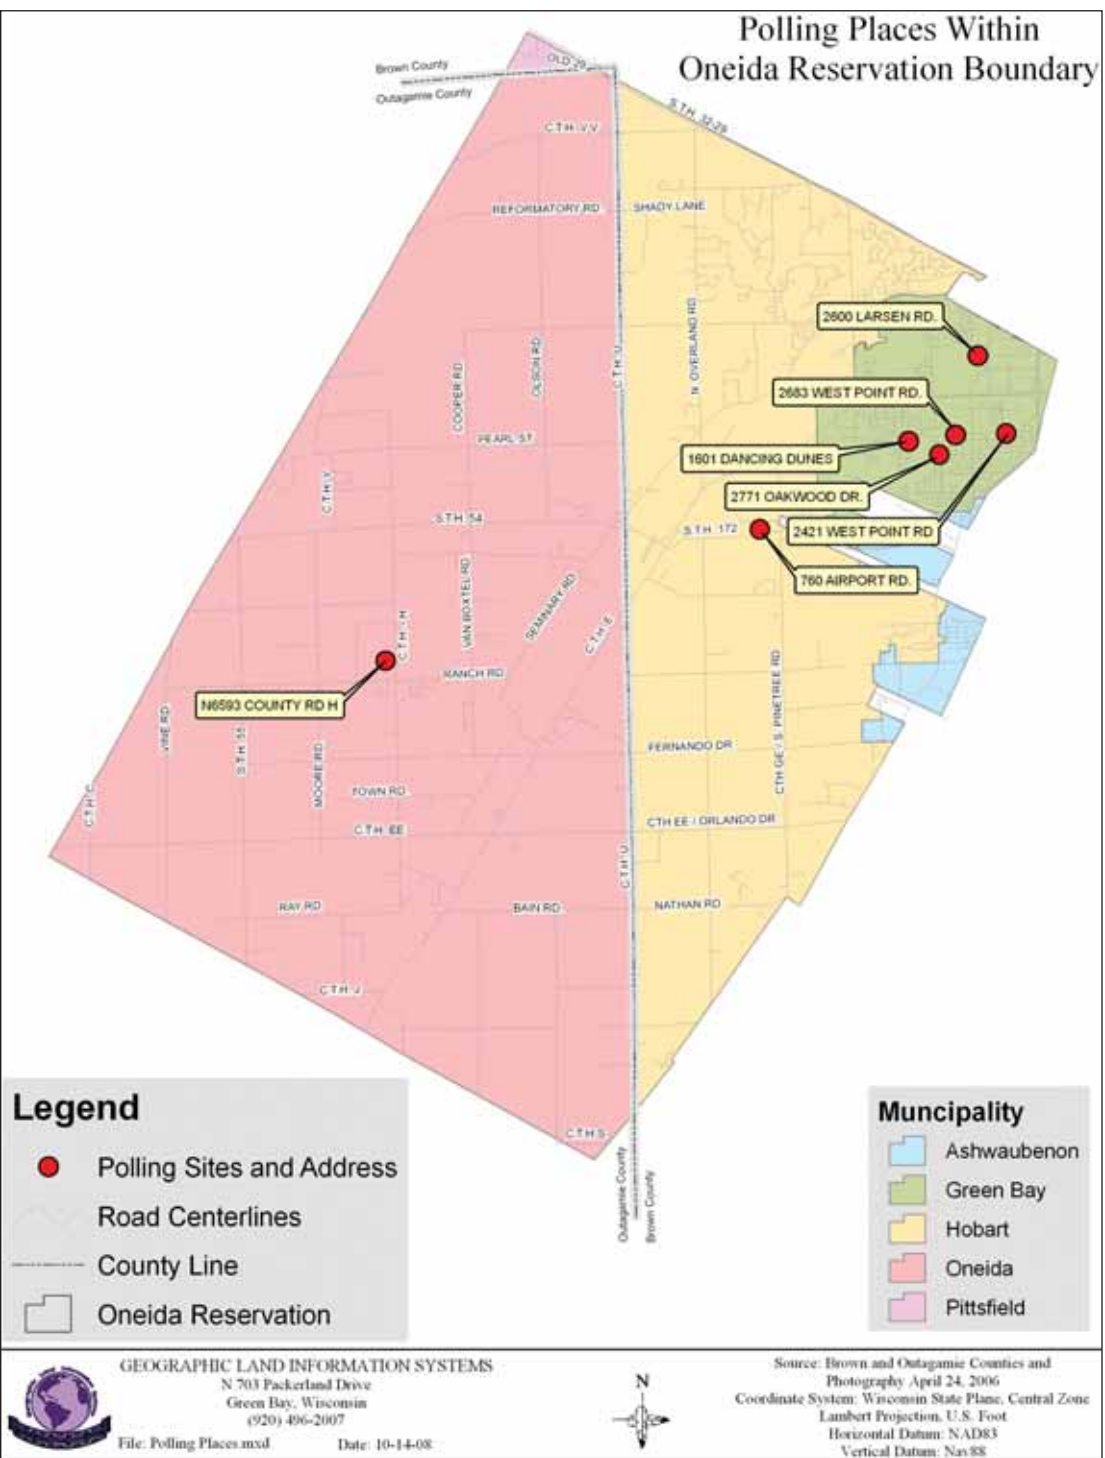 Polling Places Within
Oneida Reservation Boundary
Brown County
Outagamie County
OLD 29
S.T.H. 32-29
C.T.H. V V
REFORMATORY RD.
SHADY LANE
2600 LARSEN RD.
N. OVERLAND RD
C.T.H. U
OLSON RD
COOPER RD
2683 WEST POINT RD.
PEARL ST
1601 DANCING DUNES
2771 OAKWOOD DR.
C.T.H. Y
S.T.H. 54
S.T.H. 172
2421 WEST POINT RD
760 AIRPORT RD.
VAN BOXTEL RD
SEMINARY RD
C.T.H. E
C.T.H. H
RANCH RD
N6593 COUNTY RD H
CTH GE / S. PINETREE RD
VINE RD
S.T.H. 55
MOORE RD
FERNANDO DR
TOWN RD.
C.T.H. C
CTH EE / ORLANDO DR
C.T.H. EE
C.T.H. U
RAY RD
BAIN RD.
NATHAN RD
C.T.H. J
C.T.H. S
Outagamie County
Brown County
Legend
Polling Sites and Address
Road Centerlines
County Line
Oneida Reservation
Muncipality
Ashwaubenon
Green Bay
Hobart
Oneida
Pittsfield
GEOGRAPHIC LAND INFORMATION SYSTEMS
N 703 Packerland Drive
Green Bay, Wisconsin
(920) 496-2007
File: Polling Places.mxd Date: 10-14-08
N
Source: Brown and Outagamie Counties and
Photography April 24, 2006
Coordinate System: Wisconsin State Plane, Central Zone
Lambert Projection, U.S. Foot
Horizontal Datum: NAD83
Vertical Datum: Nav88